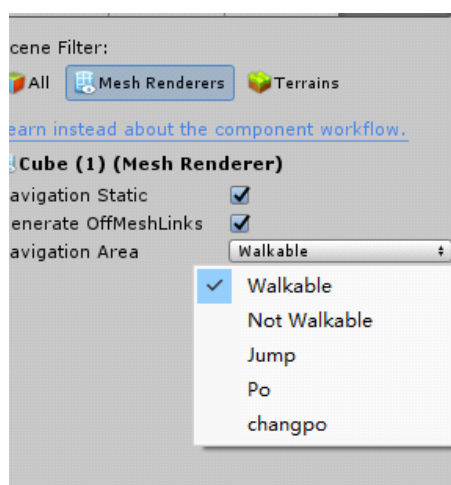 cene Filter:
All Mesh Renderers Terrains
earn instead about the component workflow.
Cube (1) (Mesh Renderer)
avigation Static
enerate OffMeshLinks
avigation Area Walkable
Walkable
Not Walkable
Jump
Po
changpo